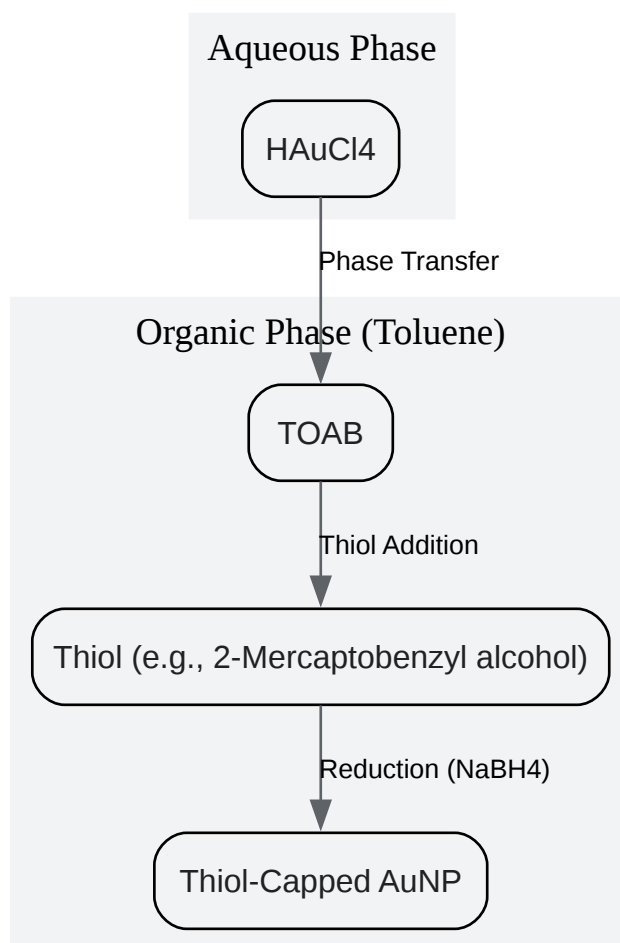 Aqueous Phase
HAuCl4
Phase Transfer
Organic Phase (Toluene)
TOAB
Thiol Addition
Thiol (e.g., 2-Mercaptobenzyl alcohol)
Reduction (NaBH4)
Thiol-Capped AuNP